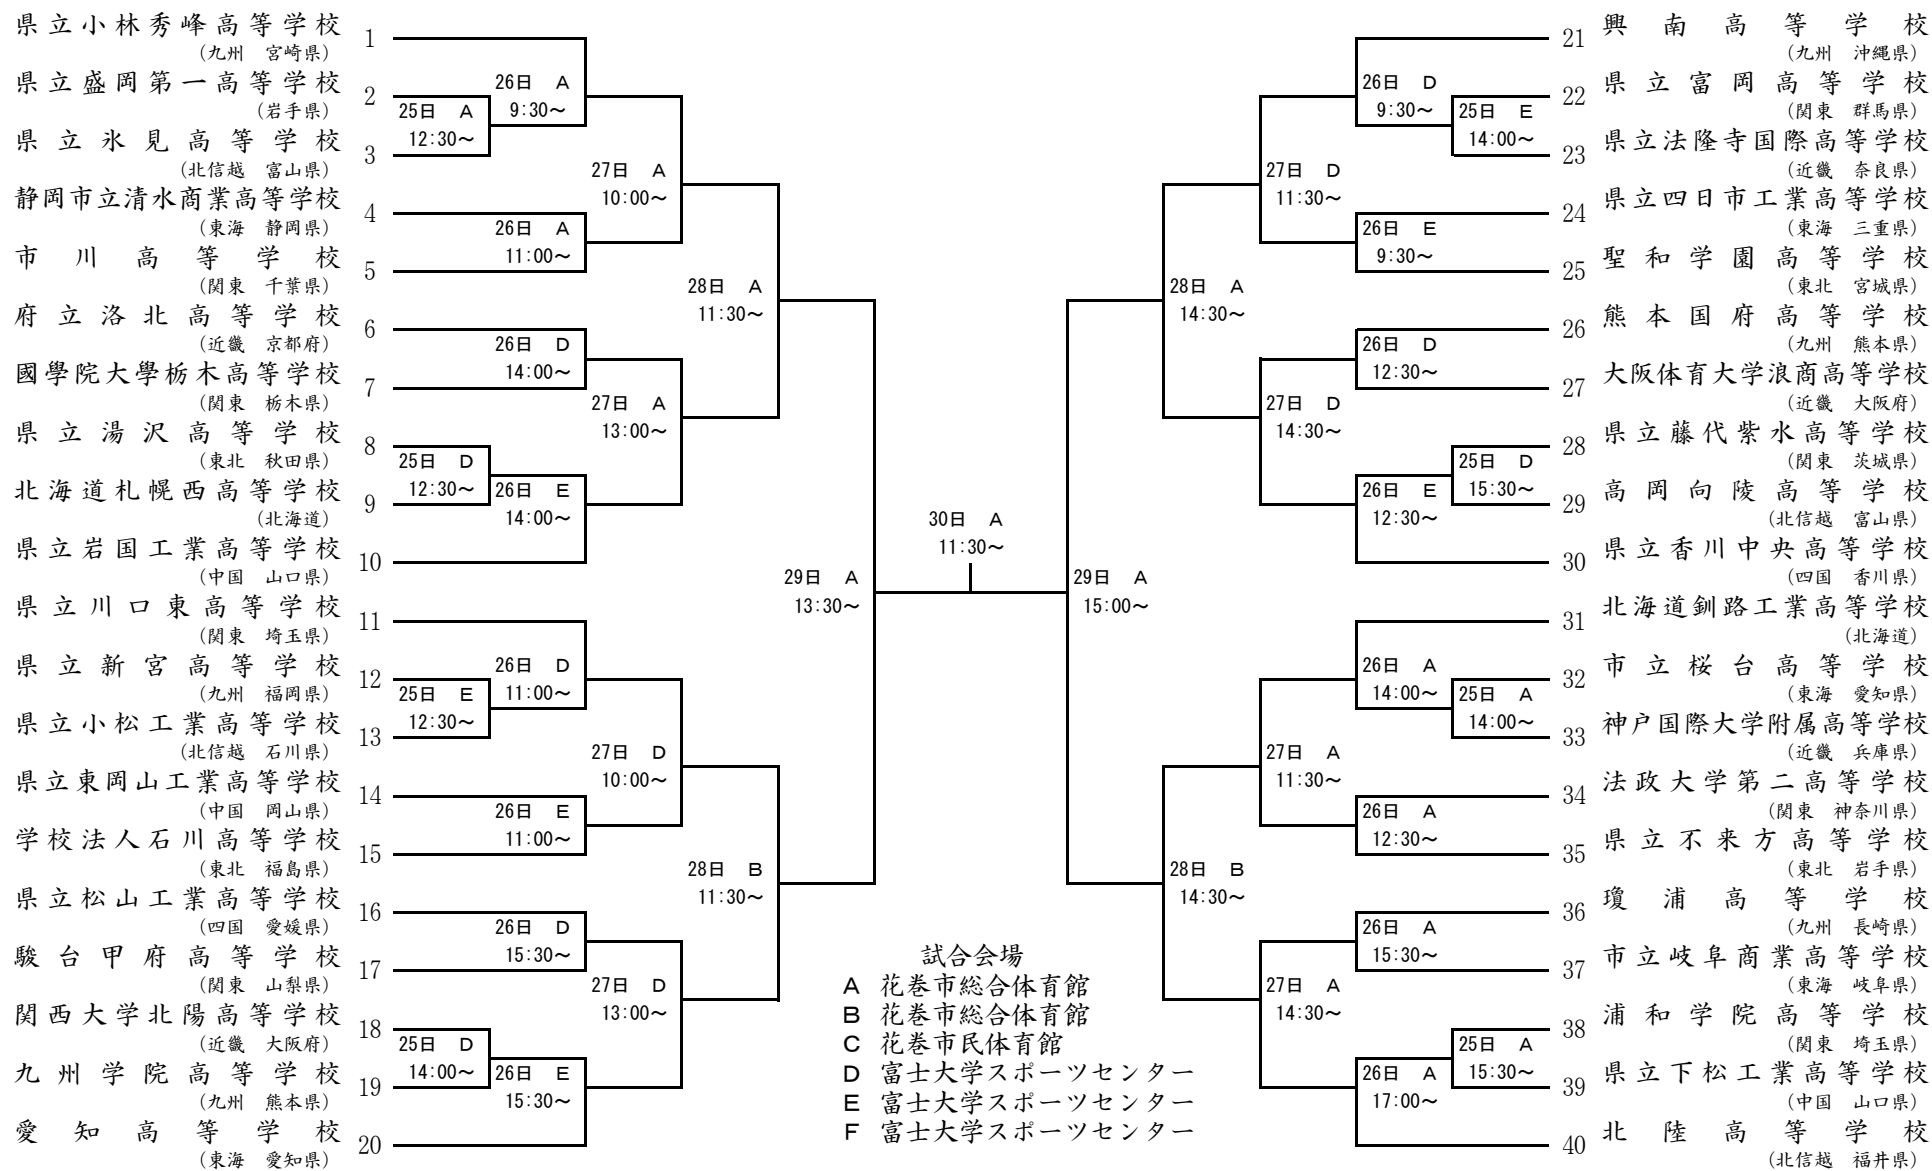 県立小林秀峰高等学校 1
(九州 宮崎県)
県立盛岡第一高等学校 2
(岩手県)
県立氷見高等学校 3
(北信越 富山県)
静岡市立清水商業高等学校 4
(東海 静岡県)
市川高等学校 5
(関東 千葉県)
府立洛北高等学校 6
(近畿 京都府)
國學院大學栃木高等学校 7
(関東 栃木県)
県立湯沢高等学校 8
(東北 秋田県)
北海道札幌西高等学校 9
(北海道)
県立岩国工業高等学校 10
(中国 山口県)
県立川口東高等学校 11
(関東 埼玉県)
県立新宮高等学校 12
(九州 福岡県)
県立小松工業高等学校 13
(北信越 石川県)
県立東岡山工業高等学校 14
(中国 岡山県)
学校法人石川高等学校 15
(東北 福島県)
県立松山工業高等学校 16
(四国 愛媛県)
駿台甲府高等学校 17
(関東 山梨県)
関西大学北陽高等学校 18
(近畿 大阪府)
九州学院高等学校 19
(九州 熊本県)
愛知高等学校 20
(東海 愛知県)
25日 A
12:30～
25日 D
12:30～
25日 E
12:30～
25日 D
14:00～
26日 A
9:30～
26日 A
11:00～
26日 D
14:00～
26日 E
14:00～
26日 D
11:00～
26日 E
11:00～
26日 D
15:30～
26日 E
15:30～
27日 A
10:00～
27日 A
13:00～
27日 D
10:00～
27日 D
13:00～
28日 A
11:30～
28日 B
11:30～
29日 A
13:30～
30日 A
11:30～
29日 A
15:00～
28日 A
14:30～
28日 B
14:30～
27日 D
11:30～
27日 D
14:30～
27日 A
11:30～
27日 A
14:30～
26日 D
9:30～
26日 E
9:30～
26日 D
12:30～
26日 E
12:30～
26日 A
14:00～
26日 A
12:30～
26日 A
15:30～
26日 A
17:00～
25日 E
14:00～
25日 D
15:30～
25日 A
14:00～
25日 A
15:30～
21 興南高等学校
(九州 沖縄県)
22 県立富岡高等学校
(関東 群馬県)
23 県立法隆寺国際高等学校
(近畿 奈良県)
24 県立四日市工業高等学校
(東海 三重県)
25 聖和学園高等学校
(東北 宮城県)
26 熊本国府高等学校
(九州 熊本県)
27 大阪体育大学浪商高等学校
(近畿 大阪府)
28 県立藤代紫水高等学校
(関東 茨城県)
29 高岡向陵高等学校
(北信越 富山県)
30 県立香川中央高等学校
(四国 香川県)
31 北海道釧路工業高等学校
(北海道)
32 市立桜台高等学校
(東海 愛知県)
33 神戸国際大学附属高等学校
(近畿 兵庫県)
34 法政大学第二高等学校
(関東 神奈川県)
35 県立不来方高等学校
(東北 岩手県)
36 瓊浦高等学校
(九州 長崎県)
37 市立岐阜商業高等学校
(東海 岐阜県)
38 浦和学院高等学校
(関東 埼玉県)
39 県立下松工業高等学校
(中国 山口県)
40 北陸高等学校
(北信越 福井県)
試合会場
A 花巻市総合体育館
B 花巻市総合体育館
C 花巻市民体育館
D 富士大学スポーツセンター
E 富士大学スポーツセンター
F 富士大学スポーツセンター